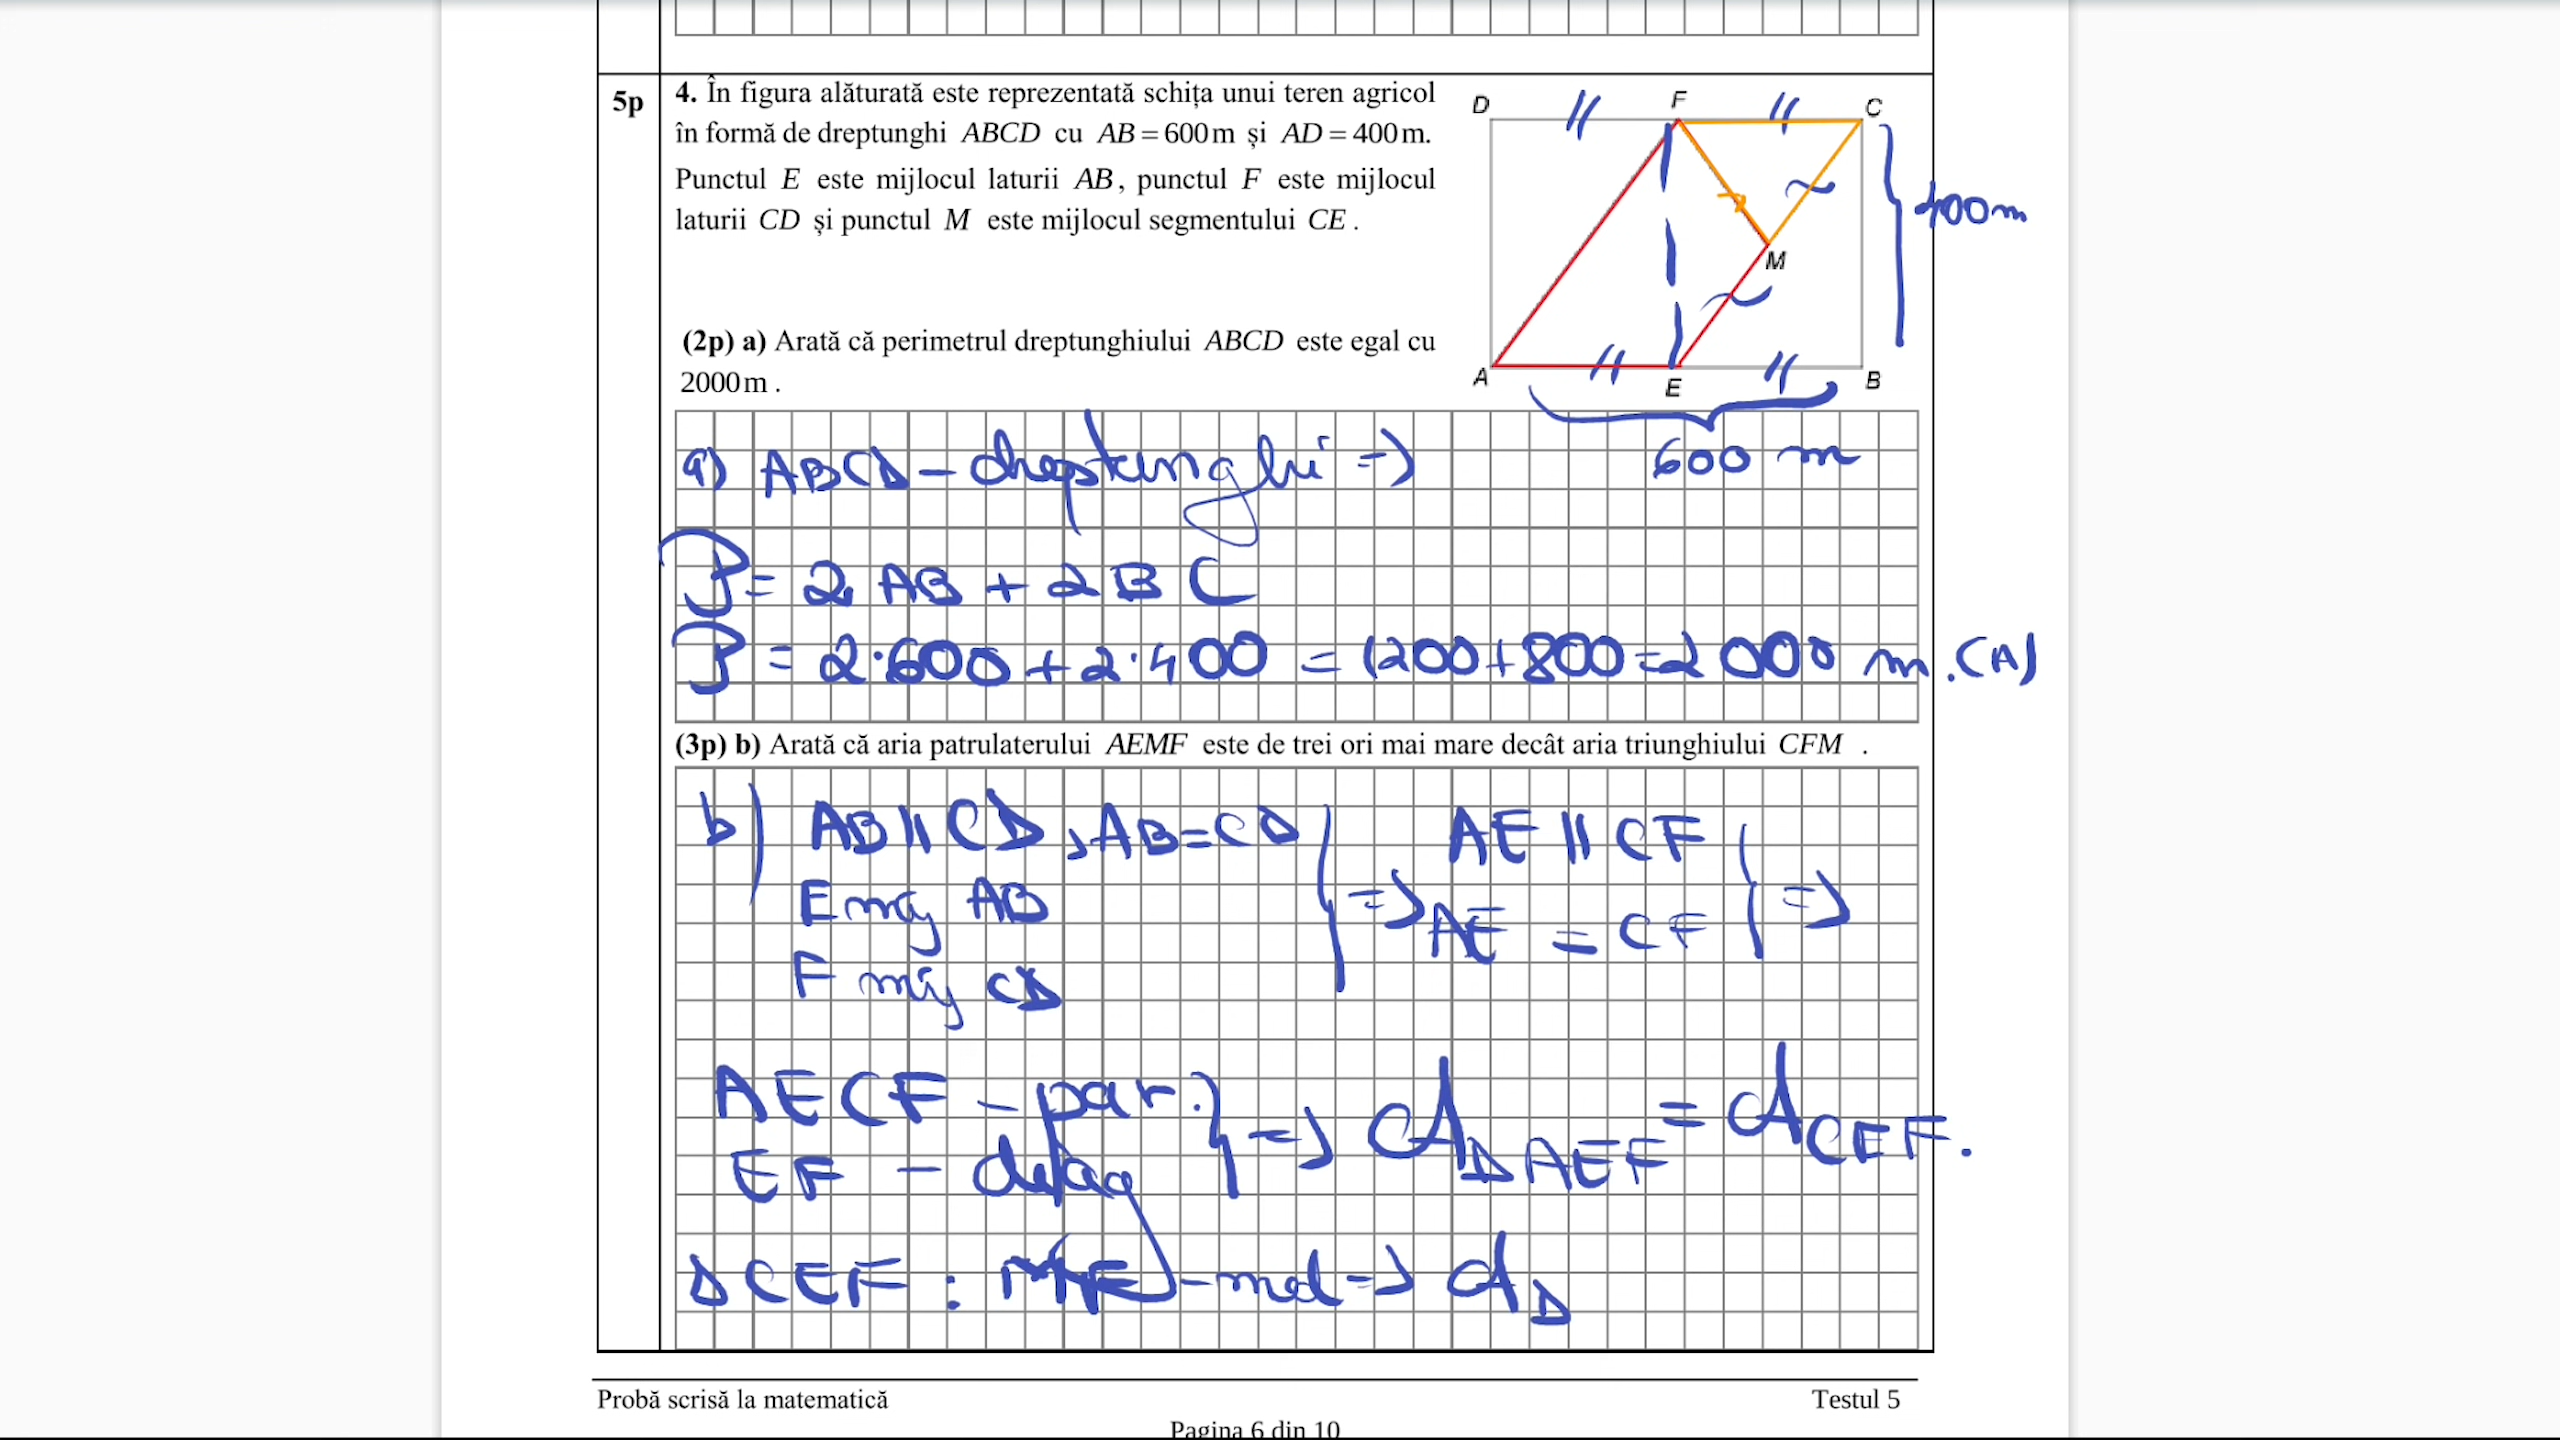 5p
4. În figura alăturată este reprezentată schița unui teren agricol
în formă de dreptunghi ABCD cu AB = 600 m și AD = 400 m.
Punctul E este mijlocul laturii AB, punctul F este mijlocul
laturii CD și punctul M este mijlocul segmentului CE.
D F C
400m
M
A E B
600 m
(2p) a) Arată că perimetrul dreptunghiului ABCD este egal cu
2000 m.
a) ABCD - dreptunghi =>
P = 2 AB + 2 BC
P = 2·600 + 2·400 = 1200+800=2000 m.(A)
(3p) b) Arată că aria patrulaterului AEMF este de trei ori mai mare decât aria triunghiului CFM .
b) AB || CD, AB=CD => AE || CF =>
E mij AB AE = CF
F mij CD
AECF - par. => A Δ AEF = A CEF.
EF - diag
Δ CEF : - med => A Δ
Probă scrisă la matematică
Testul 5
Pagina 6 din 10